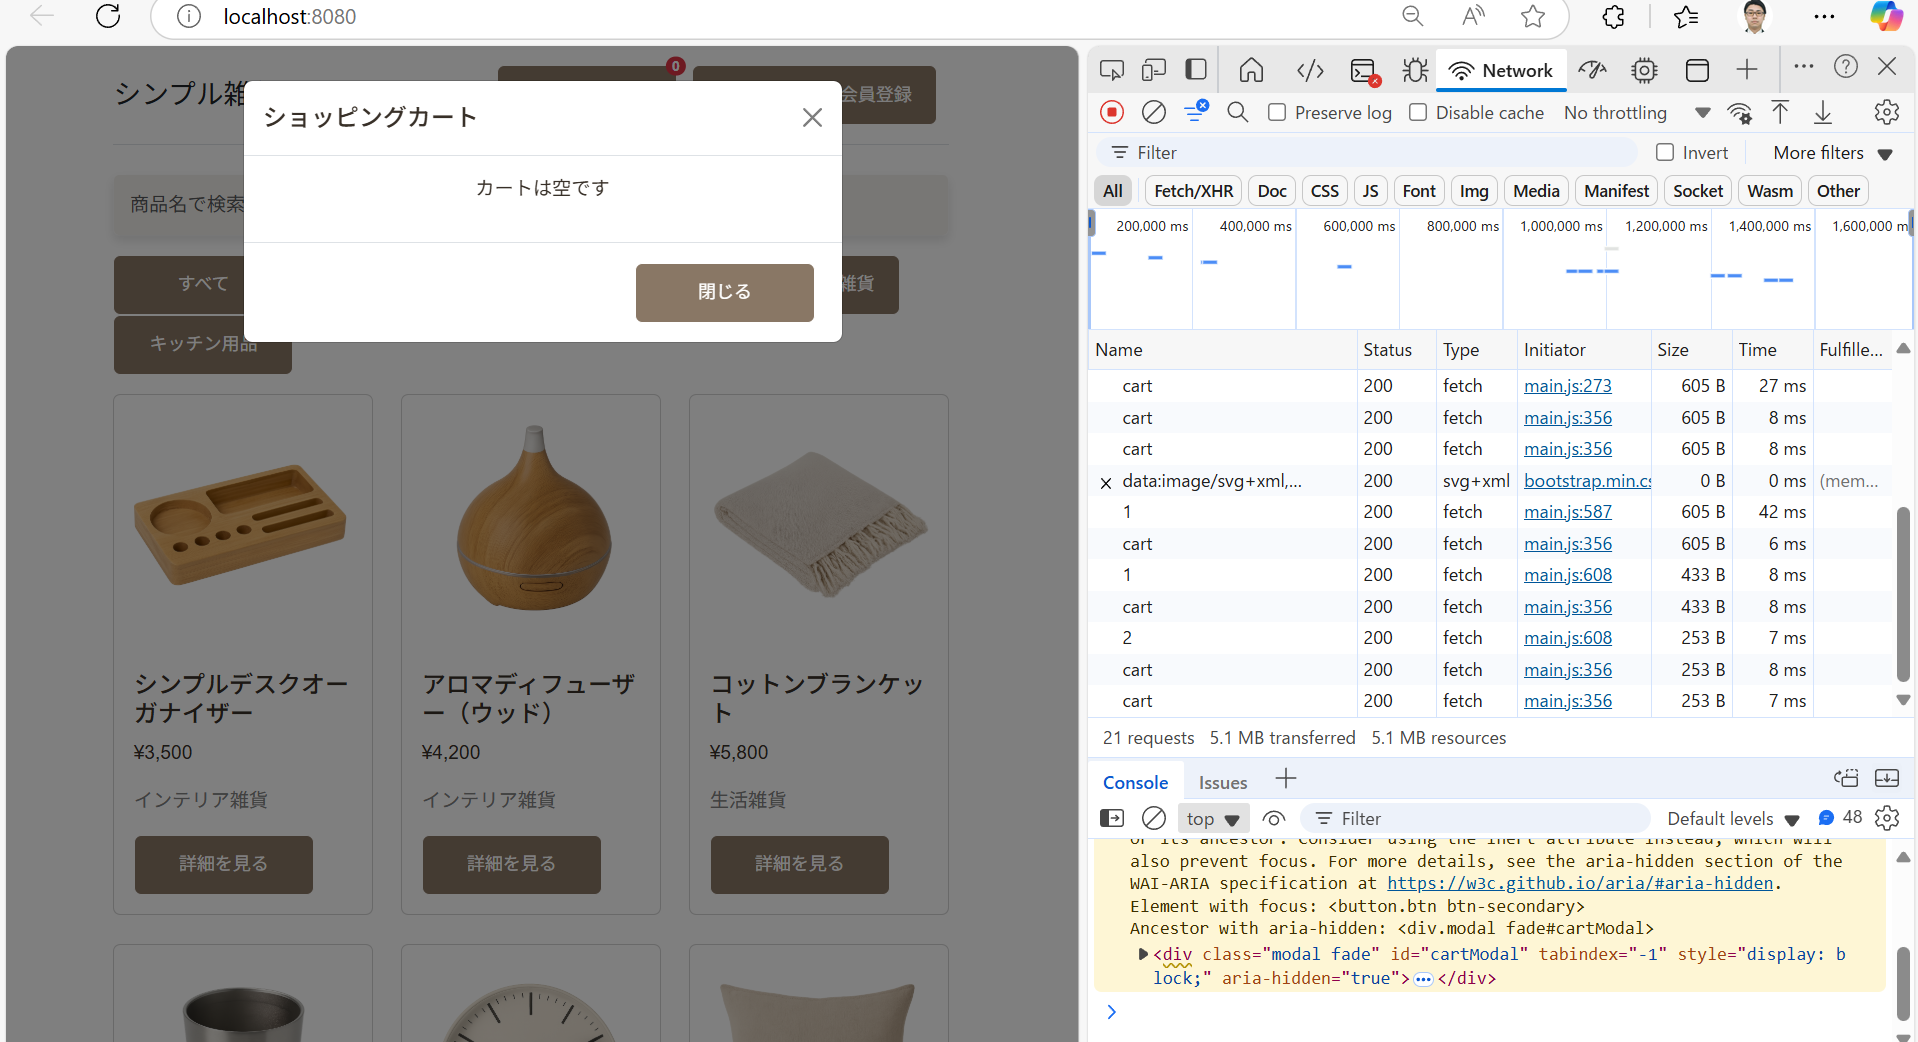 localhost:8080
シンプル雑
0
会員登録
ショッピングカート
カートは空です
閉じる
商品名で検索
すべて
雑貨
キッチン用品
シンプルデスクオー
ガナイザー
¥3,500
インテリア雑貨
詳細を見る
アロマディフューザ
ー（ウッド）
¥4,200
インテリア雑貨
詳細を見る
コットンブランケッ
ト
¥5,800
生活雑貨
詳細を見る
Network
Preserve log
Disable cache
No throttling
Filter
Invert
More filters
All
Fetch/XHR
Doc
CSS
JS
Font
Img
Media
Manifest
Socket
Wasm
Other
200,000 ms
400,000 ms
600,000 ms
800,000 ms
1,000,000 ms
1,200,000 ms
1,400,000 ms
1,600,000 m
Name Status Type Initiator Size Time Fulfille...
cart 200 fetch main.js:273 605 B 27 ms
cart 200 fetch main.js:356 605 B 8 ms
cart 200 fetch main.js:356 605 B 8 ms
data:image/svg+xml,... 200 svg+xml bootstrap.min.cs 0 B 0 ms (mem...
1 200 fetch main.js:587 605 B 42 ms
cart 200 fetch main.js:356 605 B 6 ms
1 200 fetch main.js:608 433 B 8 ms
cart 200 fetch main.js:356 433 B 8 ms
2 200 fetch main.js:608 253 B 7 ms
cart 200 fetch main.js:356 253 B 8 ms
cart 200 fetch main.js:356 253 B 7 ms
21 requests 5.1 MB transferred 5.1 MB resources
Console
Issues
top
Filter
Default levels
48
or its ancestor. Consider using the inert attribute instead, which will
also prevent focus. For more details, see the aria-hidden section of the
WAI-ARIA specification at https://w3c.github.io/aria/#aria-hidden.
Element with focus: <button.btn btn-secondary>
Ancestor with aria-hidden: <div.modal fade#cartModal>
<div class="modal fade" id="cartModal" tabindex="-1" style="display: b
lock;" aria-hidden="true">…</div>